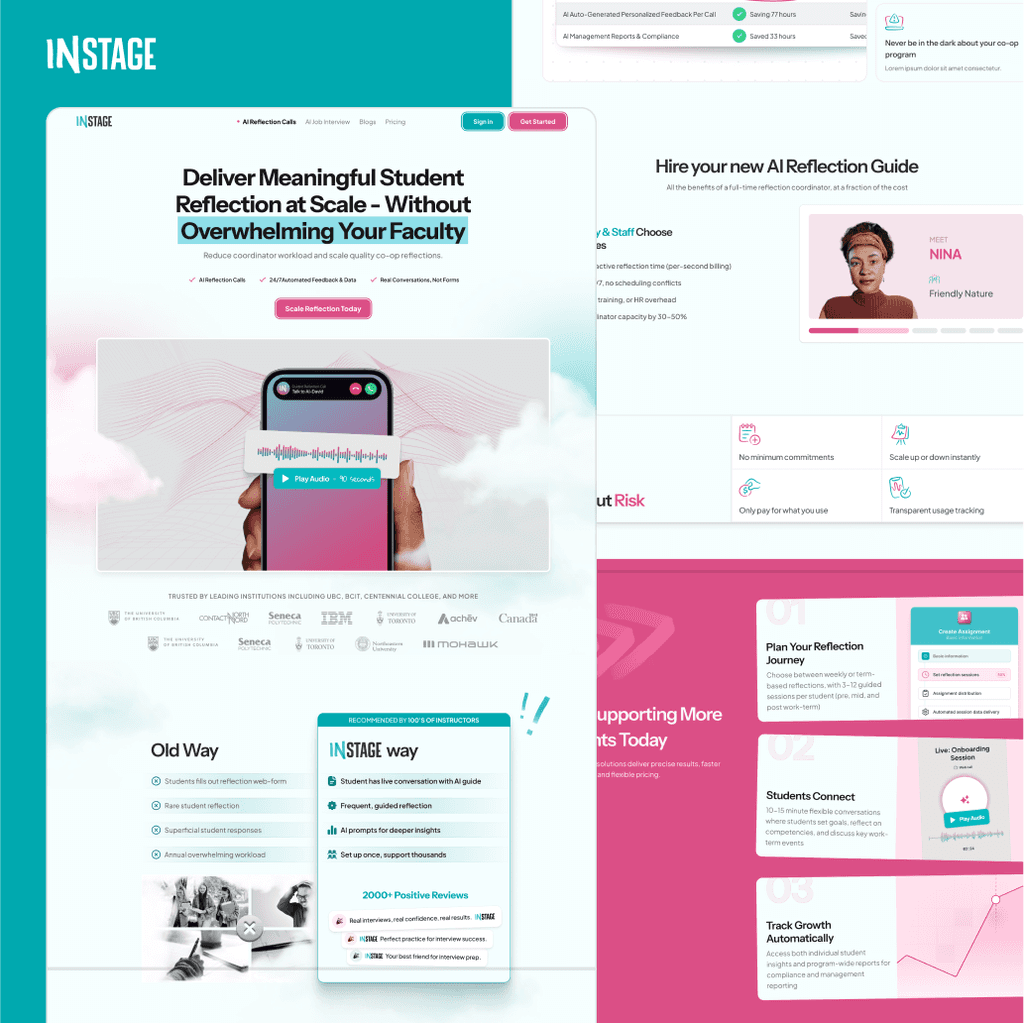 INSTAGE
INSTAGE
AI Reflection Calls
AI Job Interview
Blogs
Pricing
Sign in
Get Started
Deliver Meaningful Student
Reflection at Scale - Without
Overwhelming Your Faculty
Reduce coordinator workload and scale quality co-op reflections.
AI Reflection Calls
24/7Automated Feedback & Data
Real Conversations, Not Forms
Scale Reflection Today
Talk to AI-David
Play Audio - 90 seconds
TRUSTED BY LEADING INSTITUTIONS INCLUDING UBC, BCIT, CENTENNIAL COLLEGE, AND MORE
THE UNIVERSITY
OF BRITISH COLUMBIA
CONTACT NORTH
NORD
Seneca
POLYTECHNIC
IBM
UNIVERSITY OF
TORONTO
achēv
Canada
THE UNIVERSITY
OF BRITISH COLUMBIA
Seneca
POLYTECHNIC
UNIVERSITY OF
TORONTO
Northeastern
University
MOHAWK
Old Way
Students fills out reflection web-form
Rare student reflection
Superficial student responses
Annual overwhelming workload
RECOMMENDED BY 100'S OF INSTRUCTORS
INSTAGE way
Student has live conversation with AI guide
Frequent, guided reflection
AI prompts for deeper insights
Set up once, support thousands
2000+ Positive Reviews
Real interviews, real confidence, real results. INSTAGE
INSTAGE Perfect practice for interview success.
INSTAGE Your best friend for interview prep.
!!
AI Auto-Generated Personalized Feedback Per Call
Saving 77 hours
Savin
AI Management Reports & Compliance
Saved 33 hours
Saved
Never be in the dark about your co-op
program
Lorem ipsum dolor sit amet consectetur.
Hire your new AI Reflection Guide
All the benefits of a full-time reflection coordinator, at a fraction of the cost
y & Staff Choose
es
active reflection time (per-second billing)
/7, no scheduling conflicts
training, or HR overhead
inator capacity by 30-50%
MEET
NINA
Friendly Nature
ut Risk
No minimum commitments
Scale up or down instantly
Only pay for what you use
Transparent usage tracking
upporting More
nts Today
solutions deliver precise results, faster
and flexible pricing.
01
Plan Your Reflection
Journey
Choose between weekly or term-
based reflections, with 3-12 guided
sessions per student (pre, mid, and
post work-term)
Create Assignment
Basic information
Basic information
Set reflection sessions
Assignment distribution
Automated session data delivery
02
Students Connect
10-15 minute flexible conversations
where students set goals, reflect on
competencies, and discuss key work-
term events
Live: Onboarding
Session
Play Audio
03
Track Growth
Automatically
Access both individual student
insights and program-wide reports for
compliance and management
reporting